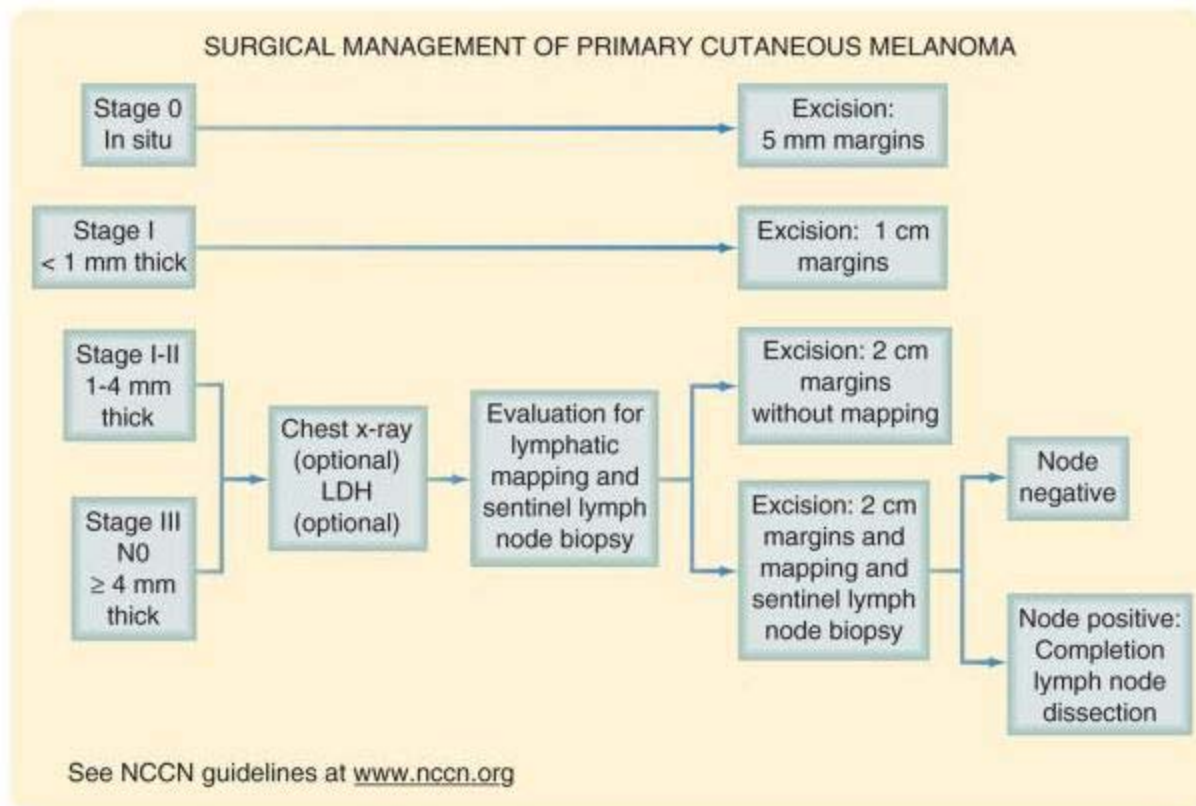 SURGICAL MANAGEMENT OF PRIMARY CUTANEOUS MELANOMA
Stage 0
In situ
Excision:
5 mm margins
Stage I
< 1 mm thick
Excision: 1 cm
margins
Stage I-II
1-4 mm
thick
Stage III
N0
≥ 4 mm
thick
Chest x-ray
(optional)
LDH
(optional)
Evaluation for
lymphatic
mapping and
sentinel lymph
node biopsy
Excision: 2 cm
margins
without mapping
Excision: 2 cm
margins and
mapping and
sentinel lymph
node biopsy
Node
negative
Node positive:
Completion
lymph node
dissection
See NCCN guidelines at www.nccn.org